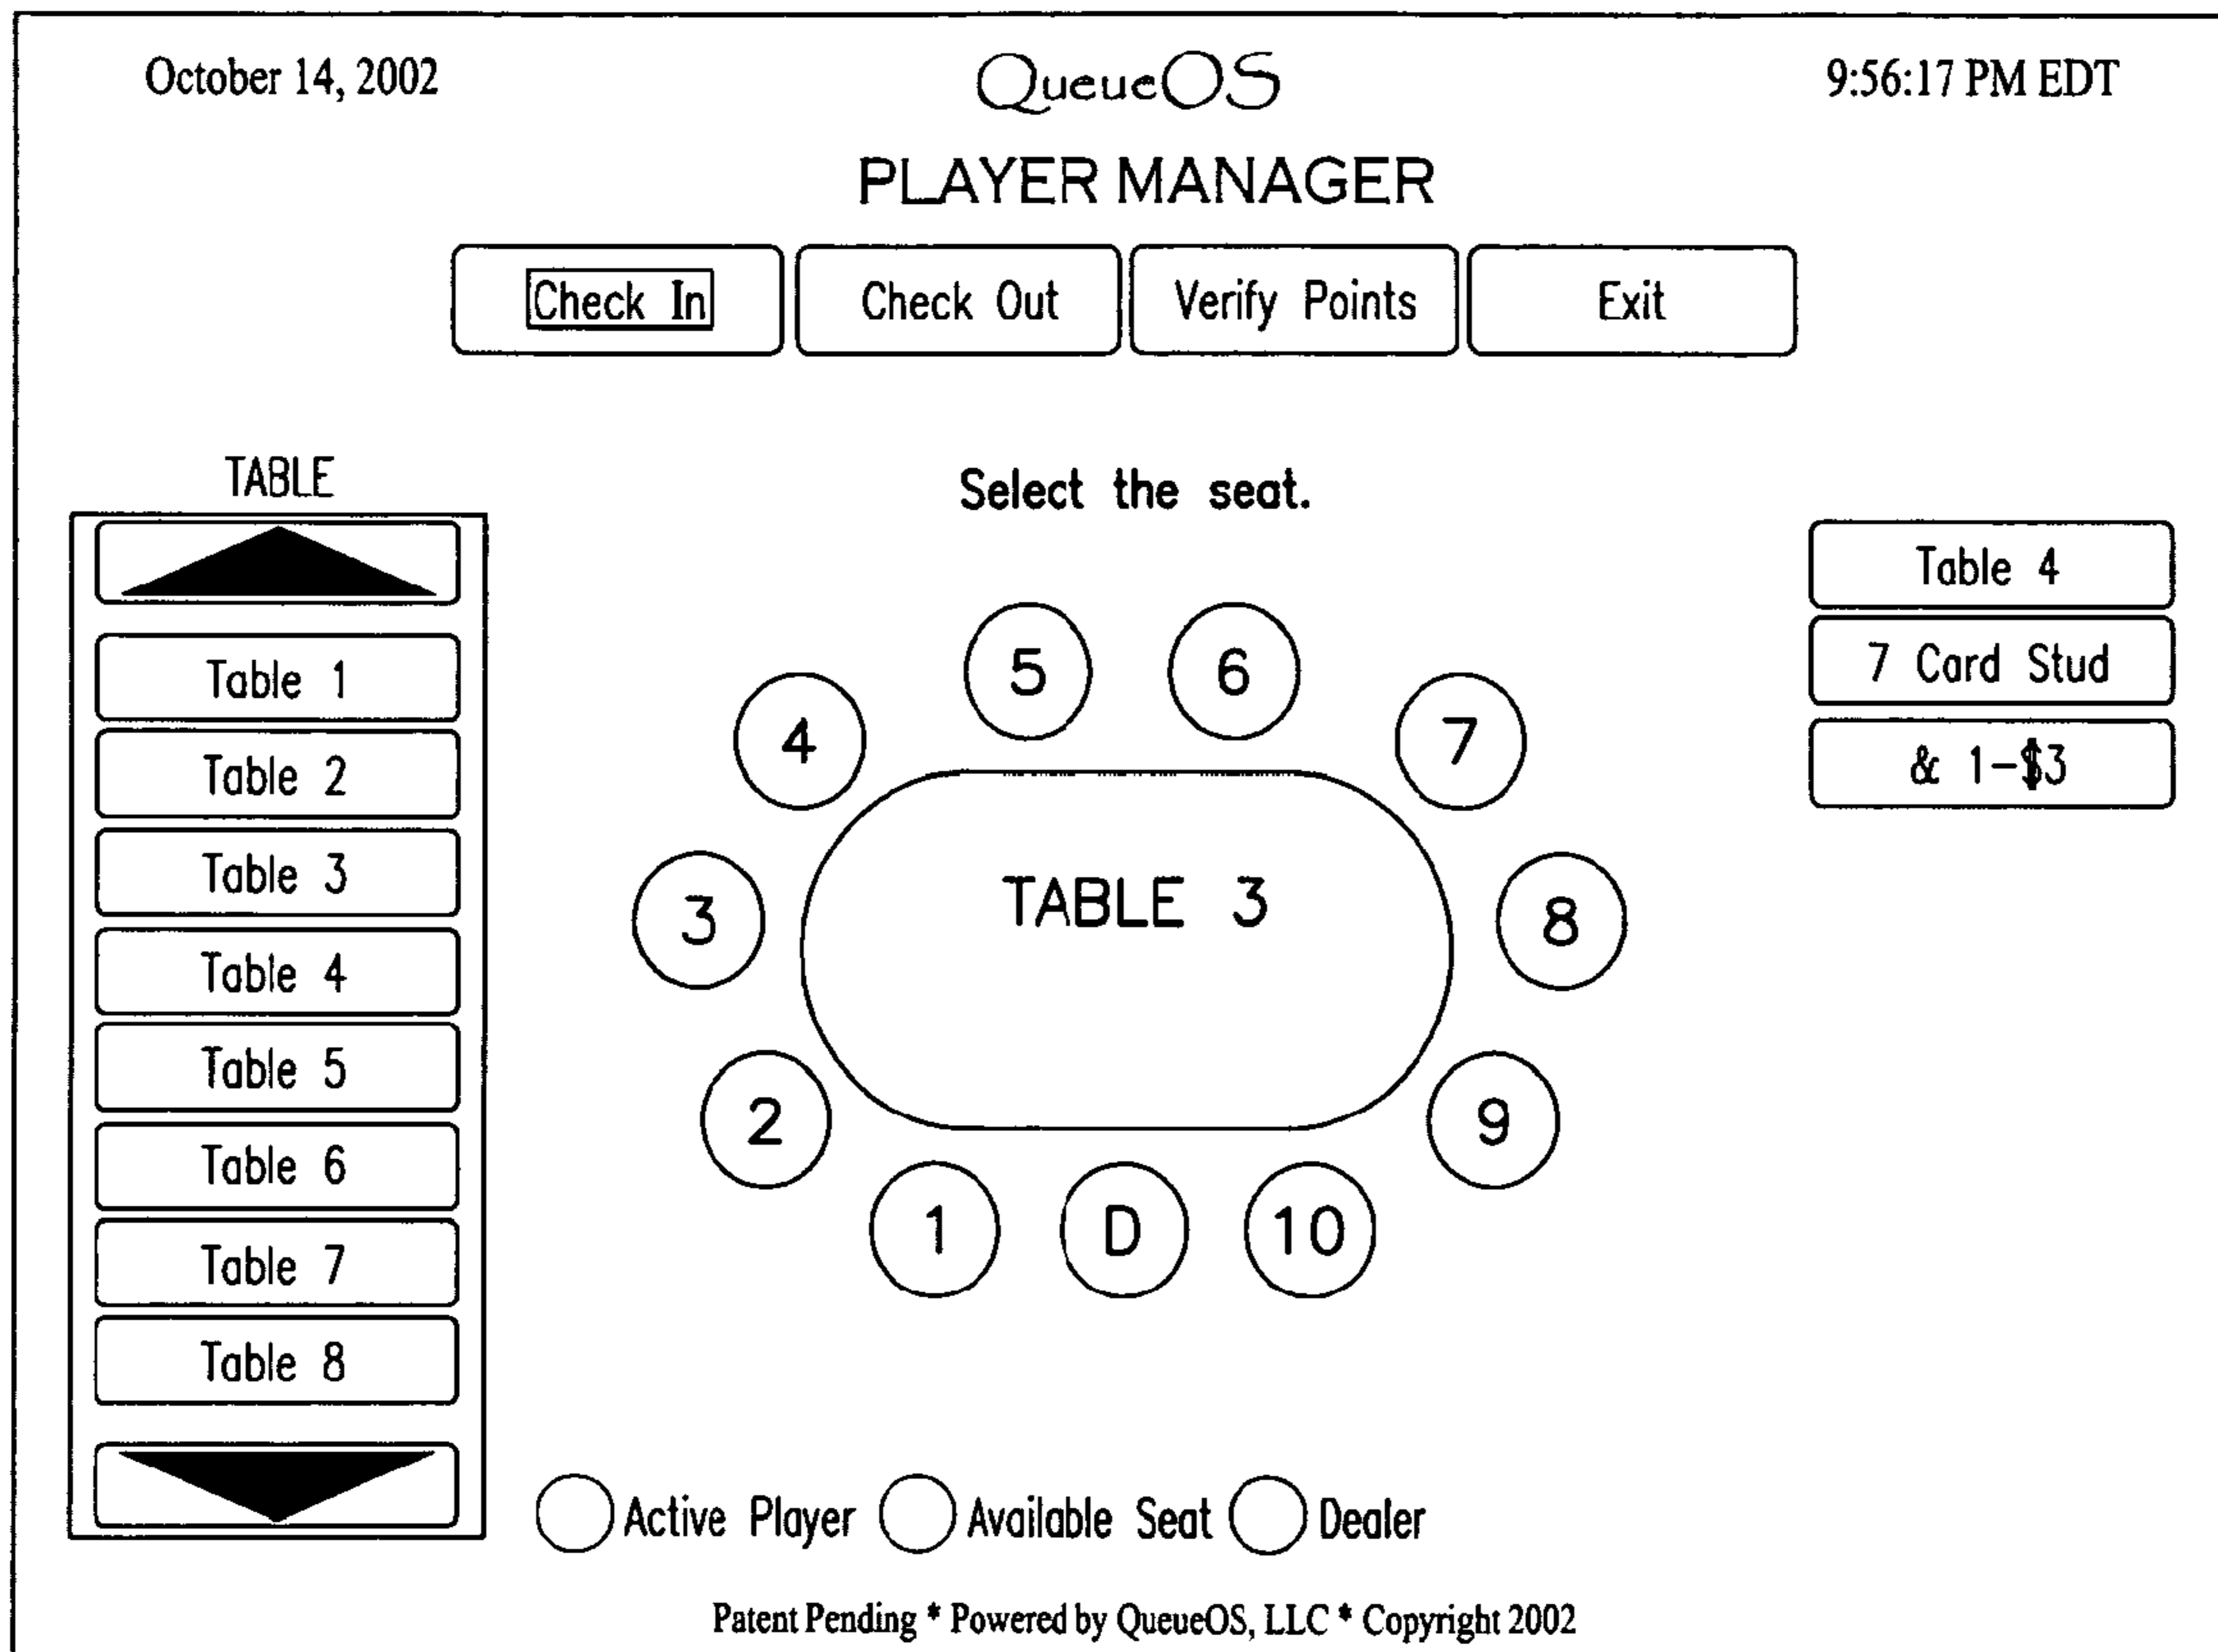 October 14, 2002 QueueOS 9:56:17 PM EDT
PLAYER MANAGER
Check In Check Out Verify Points Exit
TABLE
Table 1
Table 2
Table 3
Table 4
Table 5
Table 6
Table 7
Table 8
Select the seat.
5 6
4 7
3 TABLE 3 8
2 9
1 D 10
Table 4
7 Card Stud
& 1-$3
Active Player Available Seat Dealer
Patent Pending * Powered by QueueOS, LLC * Copyright 2002